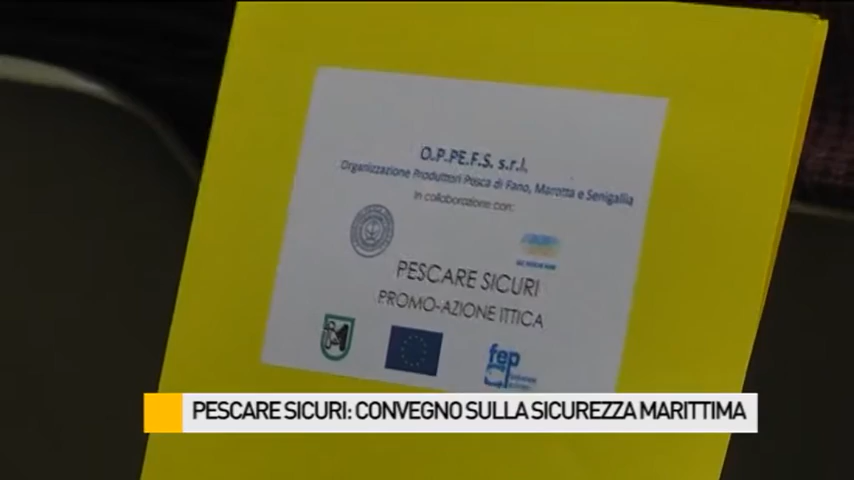 O.P.PE.F.S. s.r.l.
Organizzazione Produttori Pesca di Fano, Marotta e Senigallia
In collaborazione con:
PESCARE SICURI
PROMO-AZIONE ITTICA
fep
PESCARE SICURI: CONVEGNO SULLA SICUREZZA MARITTIMA